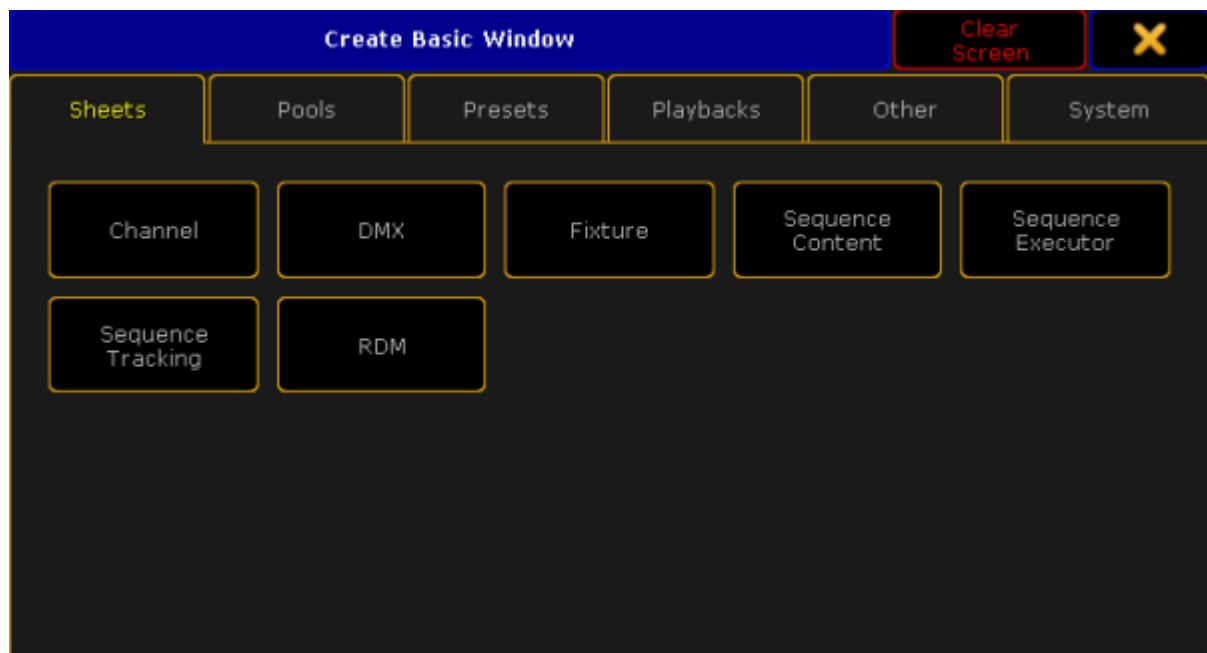 Create Basic Window
Clear
Screen
Sheets
Pools
Presets
Playbacks
Other
System
Channel
DMX
Fixture
Sequence
Content
Sequence
Executor
Sequence
Tracking
RDM